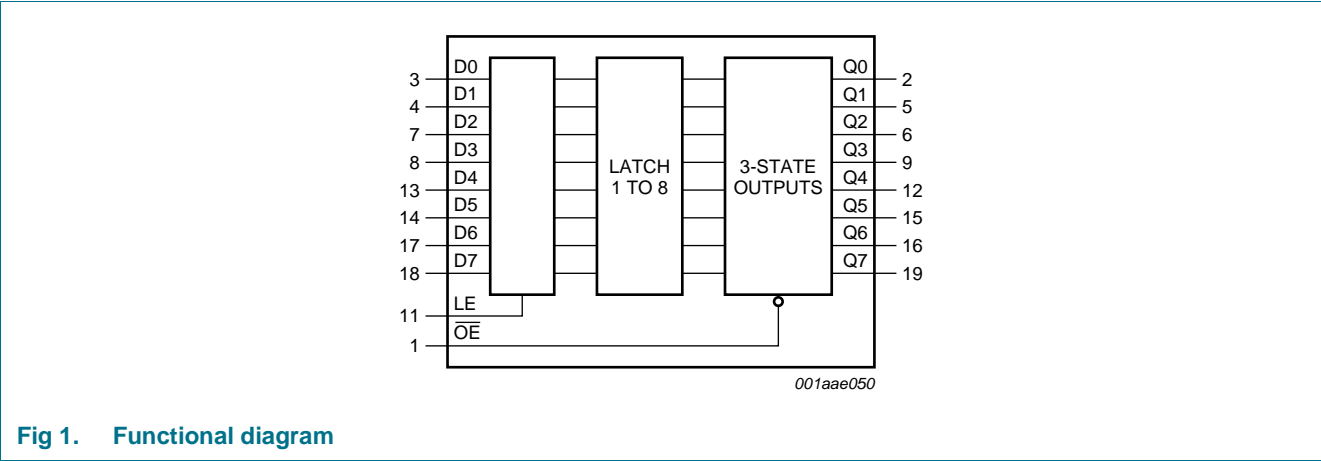 D0 Q0
3 2
D1 Q1
4 5
D2 Q2
7 6
D3 Q3
8 9
LATCH 3-STATE
1 TO 8 OUTPUTS
D4 Q4
13 12
D5 Q5
14 15
D6 Q6
17 16
D7 Q7
18 19
LE
11
O̅E̅
1
001aae050
Fig 1. Functional diagram